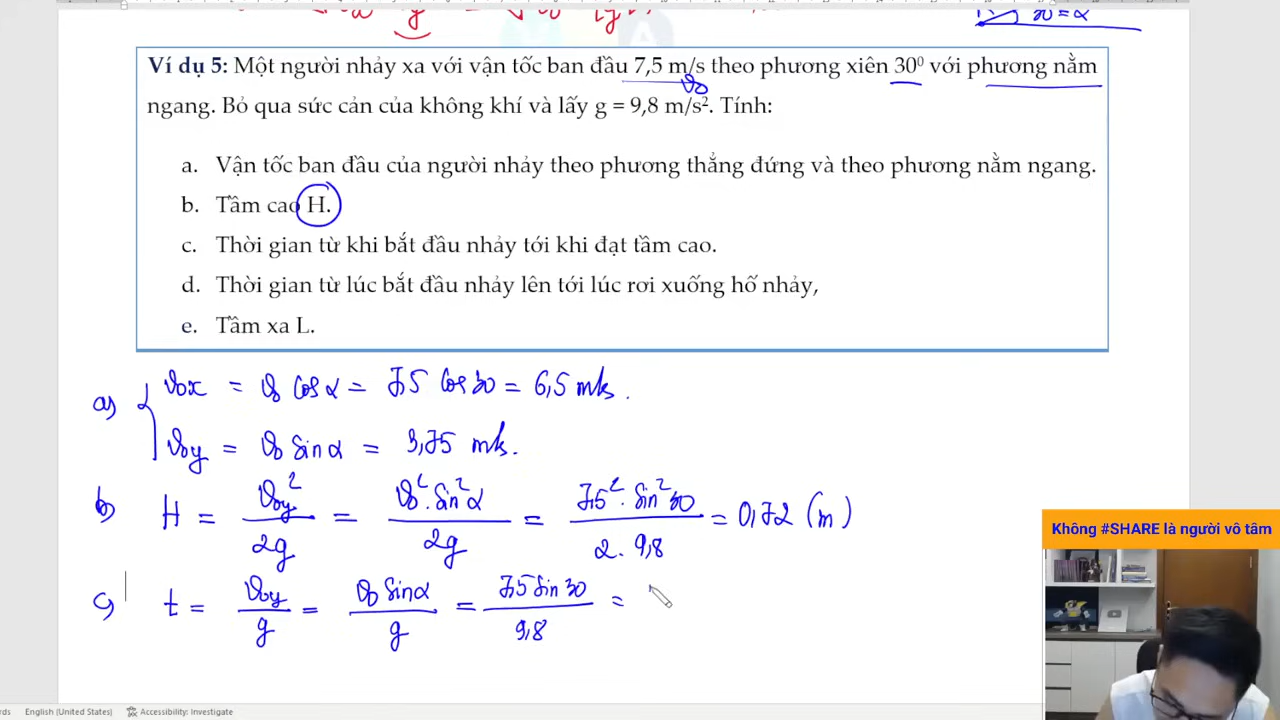 30 = α
Ví dụ 5: Một người nhảy xa với vận tốc ban đầu 7,5 m/s theo phương xiên 30⁰ với phương nằm
v₀
ngang. Bỏ qua sức cản của không khí và lấy g = 9,8 m/s². Tính:
a. Vận tốc ban đầu của người nhảy theo phương thẳng đứng và theo phương nằm ngang.
b. Tầm cao H.
c. Thời gian từ khi bắt đầu nhảy tới khi đạt tầm cao.
d. Thời gian từ lúc bắt đầu nhảy lên tới lúc rơi xuống hố nhảy,
e. Tầm xa L.
a) { v₀x = v₀ cos α = 7,5 cos 30 = 6,5 m/s.
v₀y = v₀ sin α = 3,75 m/s.
b) H = v₀y² / 2g = v₀² . sin² α / 2g = 7,5² . sin² 30 / 2 . 9,8 = 0,72 (m)
c) t = v₀y / g = v₀ sin α / g = 7,5 sin 30 / 9,8 =
Không #SHARE là người vô tâm
rds English (United States) Accessibility: Investigate